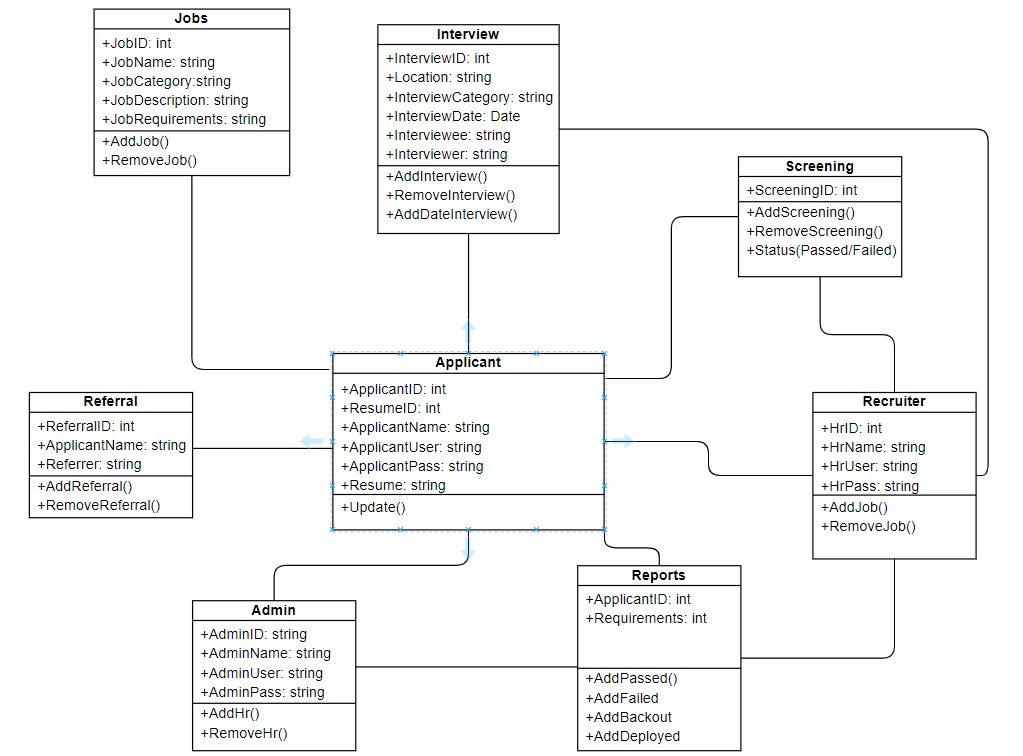 Jobs
+JobID: int
+JobName: string
+JobCategory:string
+JobDescription: string
+JobRequirements: string
+AddJob()
+RemoveJob()
Interview
+InterviewID: int
+Location: string
+InterviewCategory: string
+InterviewDate: Date
+Interviewee: string
+Interviewer: string
+AddInterview()
+RemoveInterview()
+AddDateInterview()
Screening
+ScreeningID: int
+AddScreening()
+RemoveScreening()
+Status(Passed/Failed)
Applicant
+ApplicantID: int
+ResumeID: int
+ApplicantName: string
+ApplicantUser: string
+ApplicantPass: string
+Resume: string
+Update()
Referral
+ReferralID: int
+ApplicantName: string
+Referrer: string
+AddReferral()
+RemoveReferral()
Recruiter
+HrID: int
+HrName: string
+HrUser: string
+HrPass: string
+AddJob()
+RemoveJob()
Admin
+AdminID: string
+AdminName: string
+AdminUser: string
+AdminPass: string
+AddHr()
+RemoveHr()
Reports
+ApplicantID: int
+Requirements: int
+AddPassed()
+AddFailed
+AddBackout
+AddDeployed